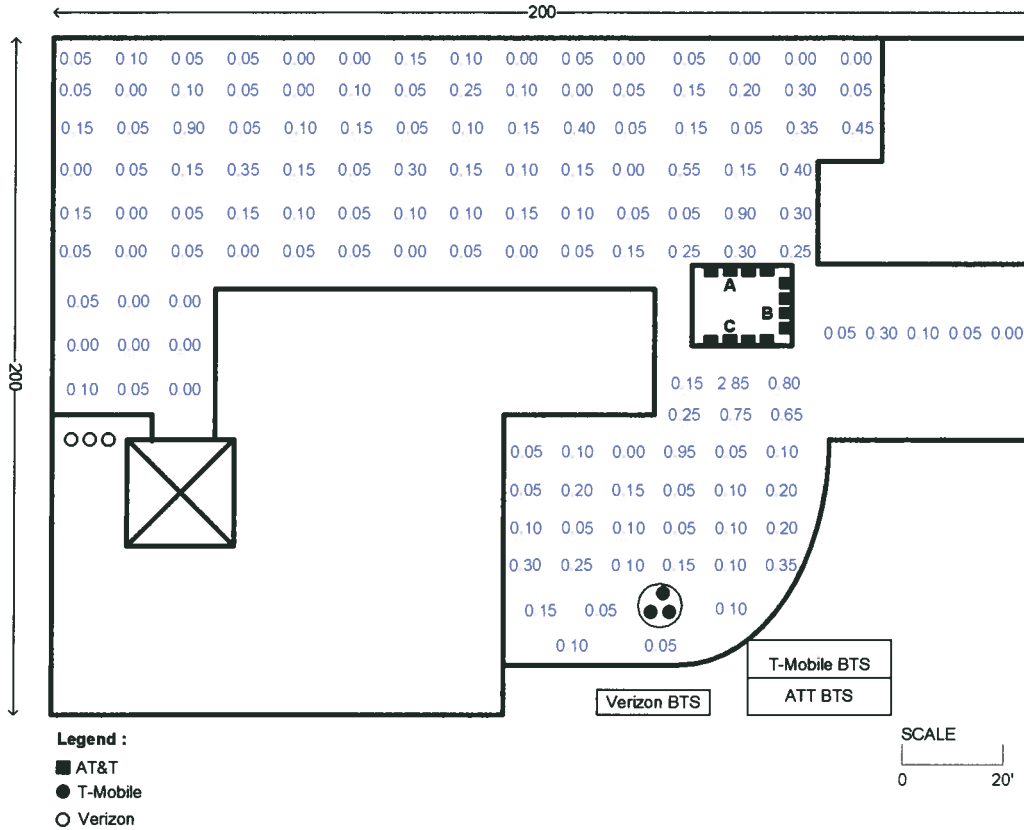 200
0.05 0.10 0.05 0.05 0.00 0.00 0.15 0.10 0.00 0.05 0.00 0.05 0.00 0.00 0.00
0.05 0.00 0.10 0.05 0.00 0.10 0.05 0.25 0.10 0.00 0.05 0.15 0.20 0.30 0.05
0.15 0.05 0.90 0.05 0.10 0.15 0.05 0.10 0.15 0.40 0.05 0.15 0.05 0.35 0.45
0.00 0.05 0.15 0.35 0.15 0.05 0.30 0.15 0.10 0.15 0.00 0.55 0.15 0.40
0.15 0.00 0.05 0.15 0.10 0.05 0.10 0.10 0.15 0.10 0.05 0.05 0.90 0.30
0.05 0.00 0.05 0.00 0.05 0.05 0.00 0.05 0.00 0.05 0.15 0.25 0.30 0.25
A
0.05 0.00 0.00
B
C
0.05 0.30 0.10 0.05 0.00
0.00 0.00 0.00
200
0.10 0.05 0.00
0.15 2.85 0.80
0.25 0.75 0.65
0.05 0.10 0.00 0.95 0.05 0.10
0.05 0.20 0.15 0.05 0.10 0.20
0.10 0.05 0.10 0.05 0.10 0.20
0.30 0.25 0.10 0.15 0.10 0.35
0.15 0.05 0.10
0.10 0.05
T-Mobile BTS
ATT BTS
Verizon BTS
Legend :
AT&T
T-Mobile
Verizon
SCALE
0 20'